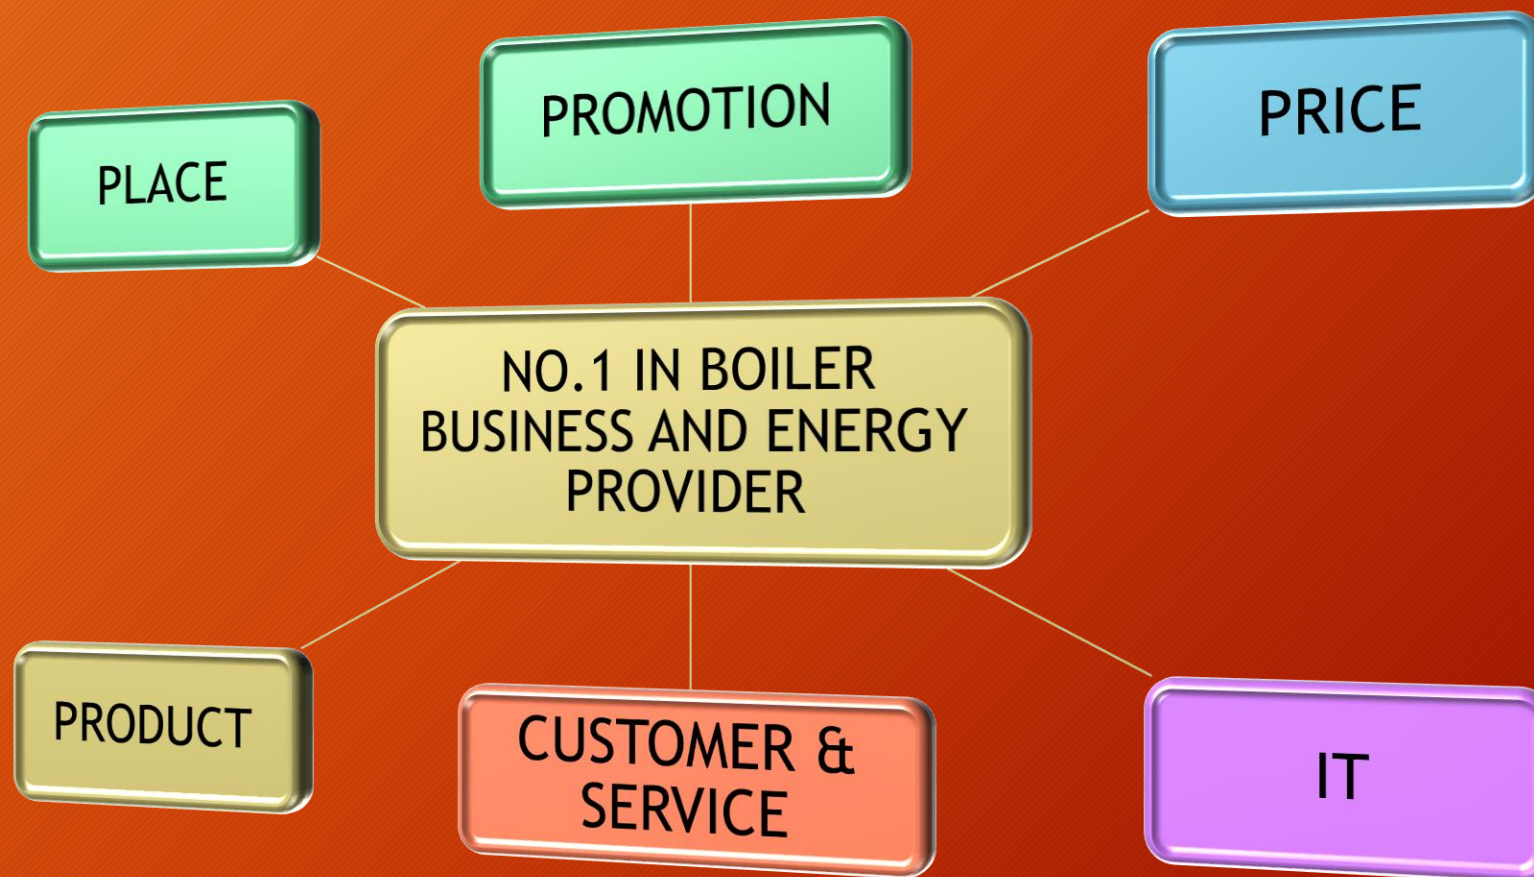 PLACE
PROMOTION
PRICE
NO.1 IN BOILER
BUSINESS AND ENERGY
PROVIDER
PRODUCT
CUSTOMER &
SERVICE
IT